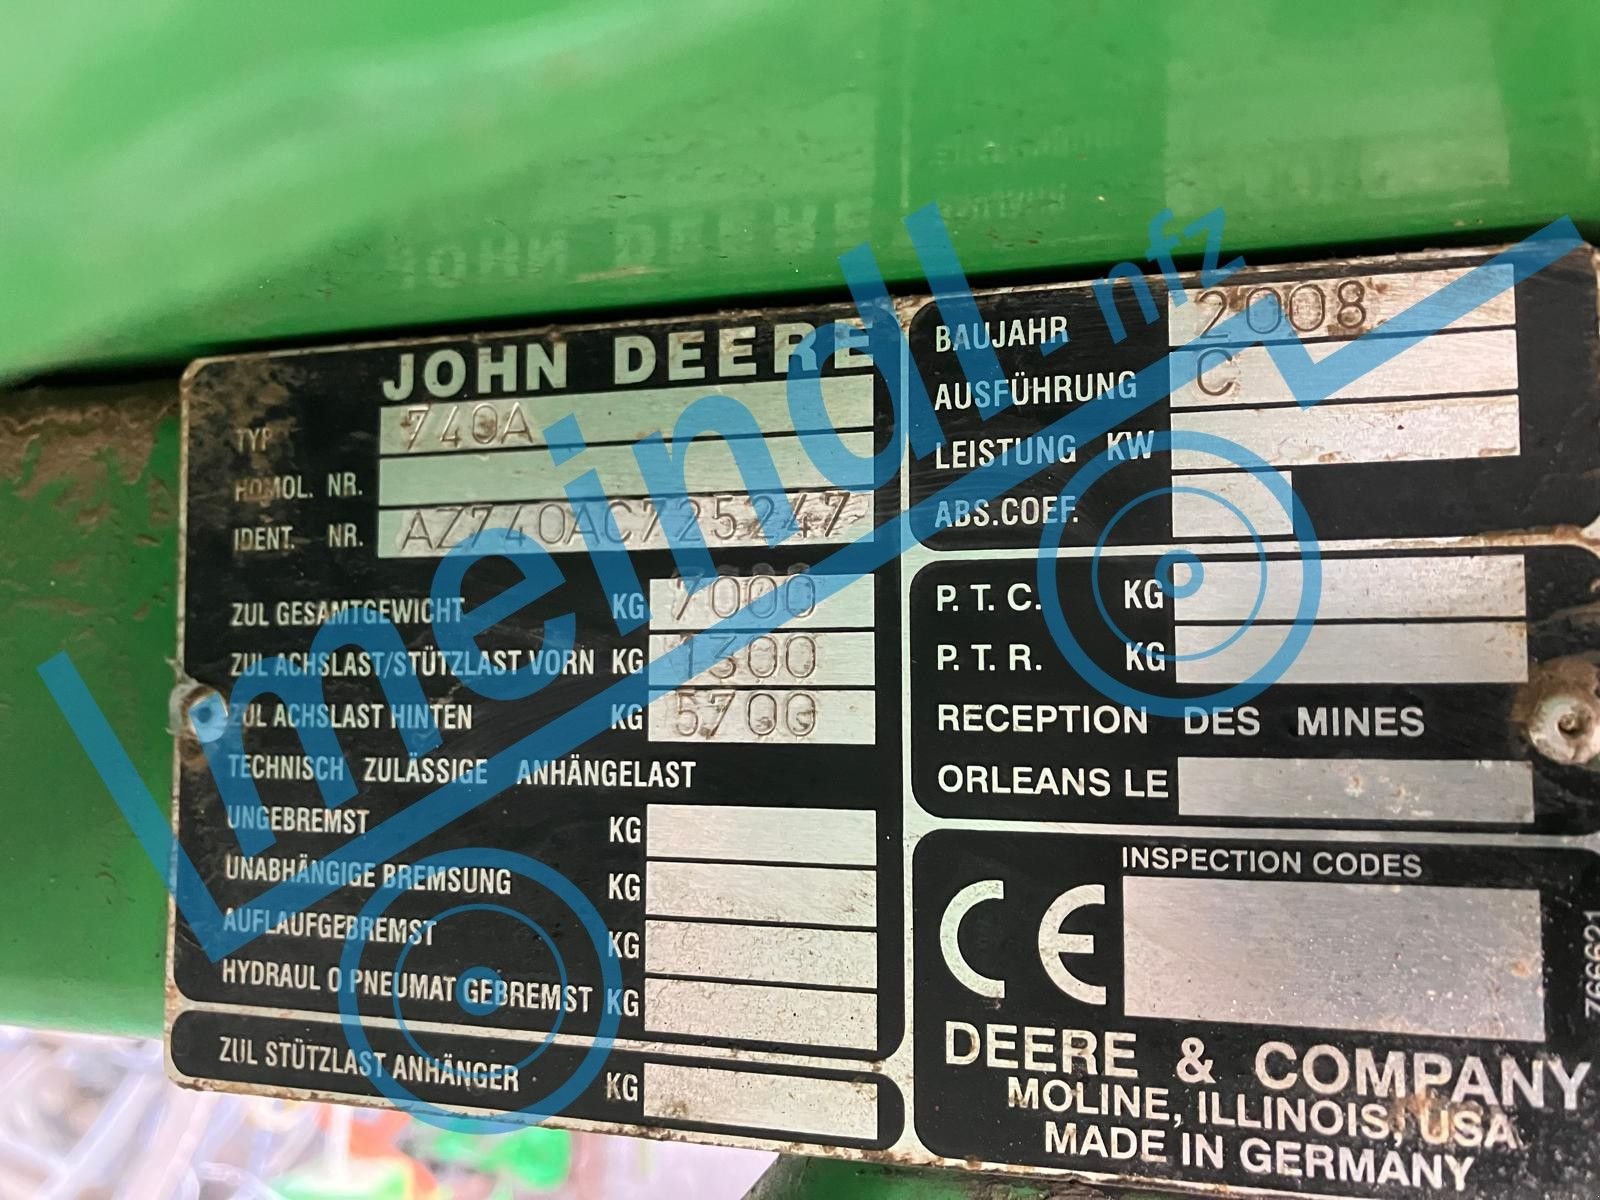 JOHN DEERE
TYP 740A
HOMOL. NR.
IDENT. NR. AZ740AC725247
ZUL GESAMTGEWICHT KG 7000
ZUL ACHSLAST/STÜTZLAST VORN KG 1300
ZUL ACHSLAST HINTEN KG 5700
TECHNISCH ZULÄSSIGE ANHÄNGELAST
UNGEBREMST KG
UNABHÄNGIGE BREMSUNG KG
AUFLAUFGEBREMST KG
HYDRAUL O PNEUMAT GEBREMST KG
ZUL STÜTZLAST ANHÄNGER KG
BAUJAHR 2008
AUSFÜHRUNG C
LEISTUNG KW
ABS.COEF.
P. T. C. KG
P. T. R. KG
RECEPTION DES MINES
ORLEANS LE
INSPECTION CODES
CE
DEERE & COMPANY
MOLINE, ILLINOIS, USA
MADE IN GERMANY
Z66621
meindl.nfz